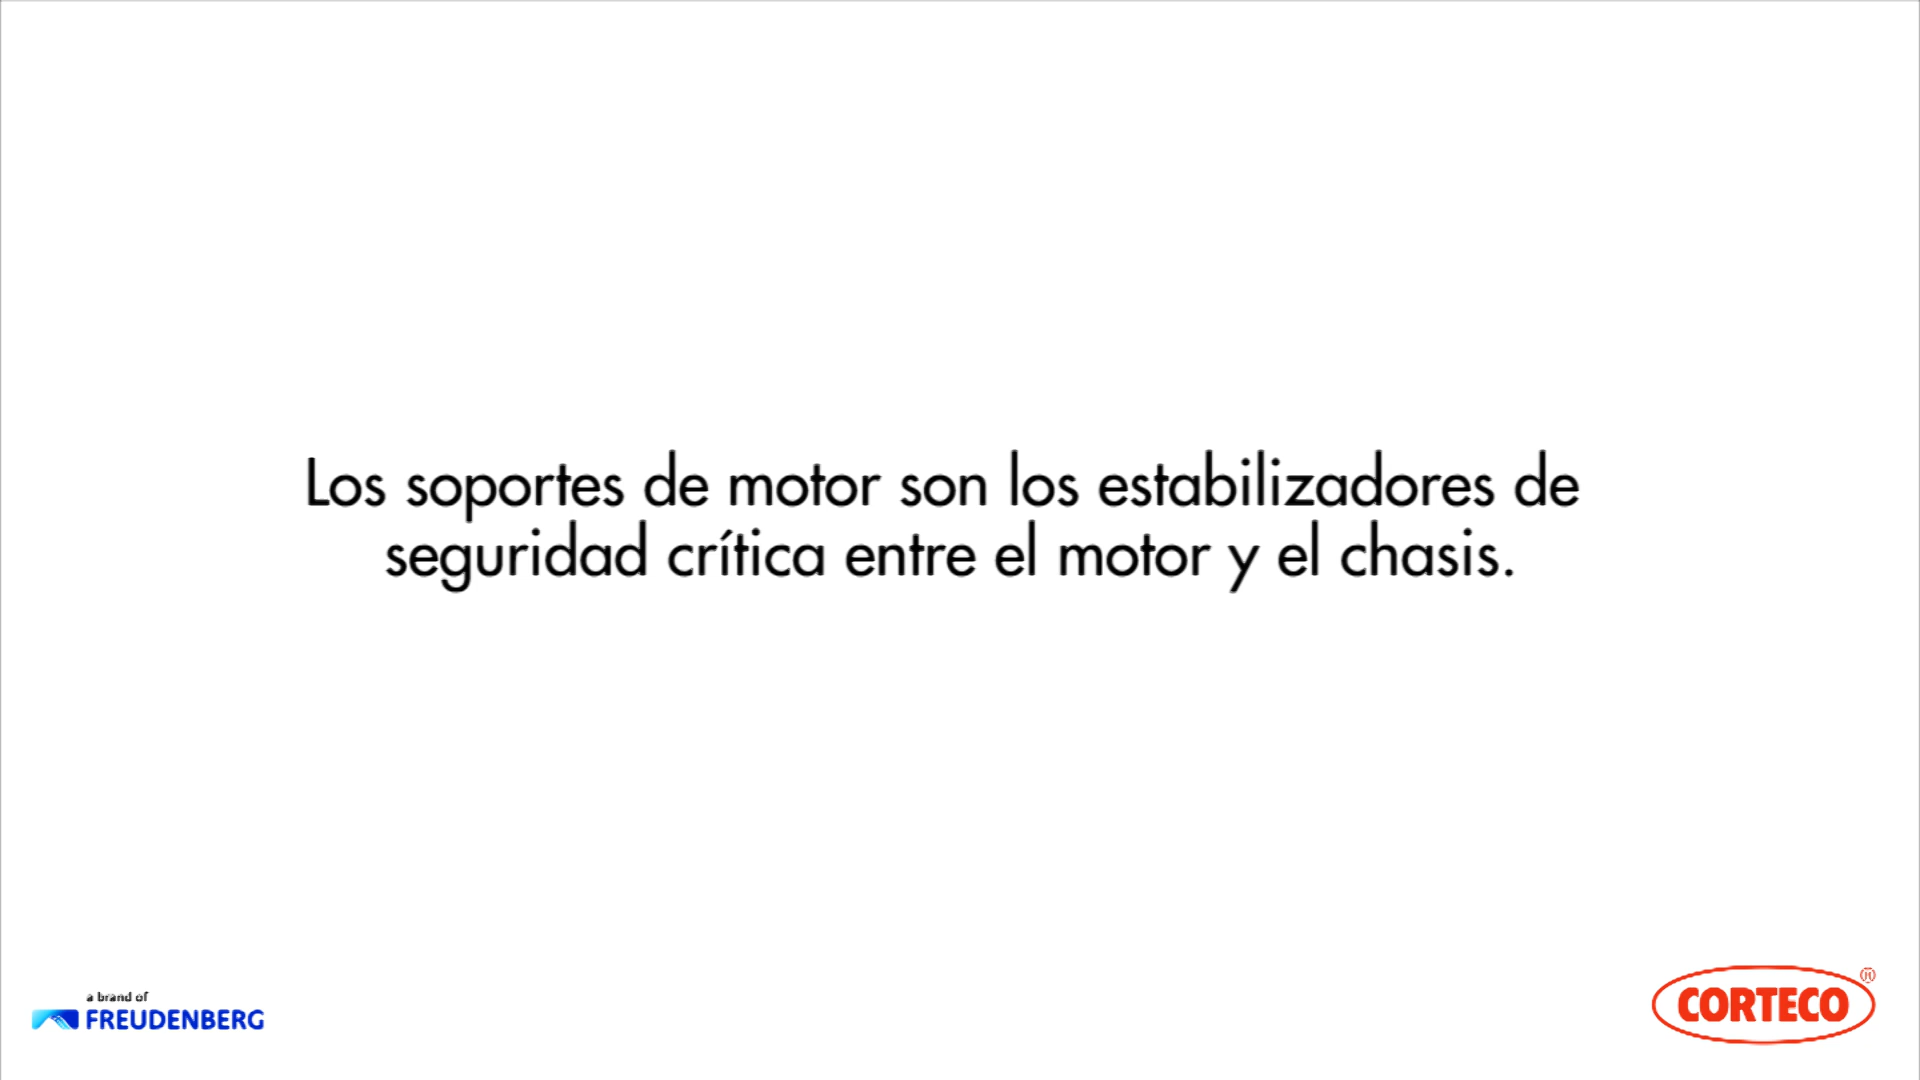 Los soportes de motor son los estabilizadores de
seguridad crítica entre el motor y el chasis.
a brand of
FREUDENBERG
CORTECO®